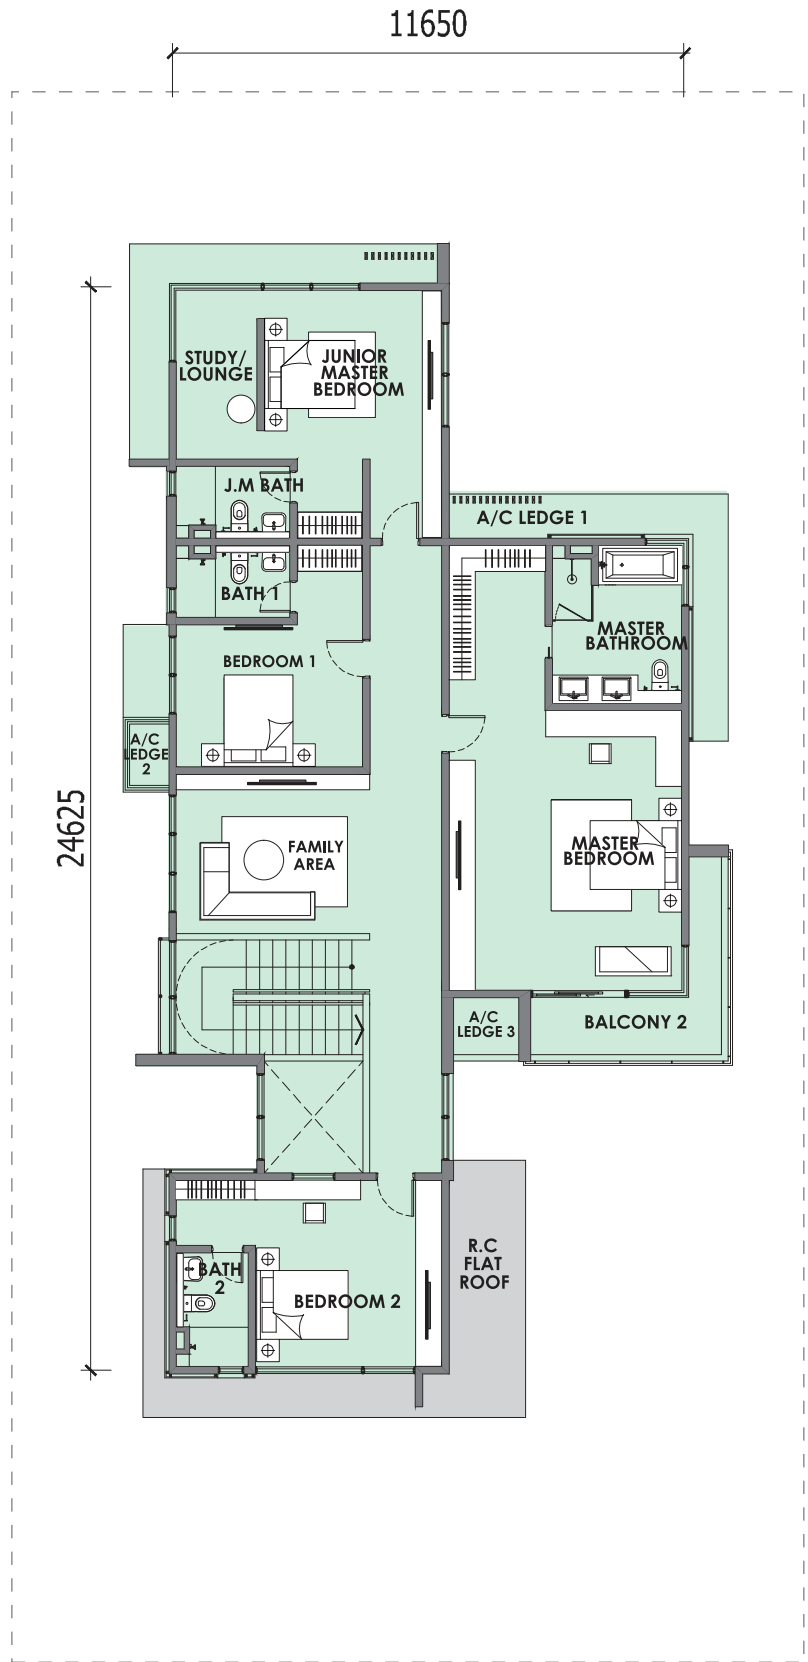 11650
STUDY/
LOUNGE
JUNIOR
MASTER
BEDROOM
J.M BATH
A/C LEDGE 1
BATH 1
MASTER
BATHROOM
BEDROOM 1
A/C
LEDGE
2
24625
FAMILY
AREA
MASTER
BEDROOM
A/C
LEDGE 3
BALCONY 2
R.C
FLAT
ROOF
BATH
2
BEDROOM 2